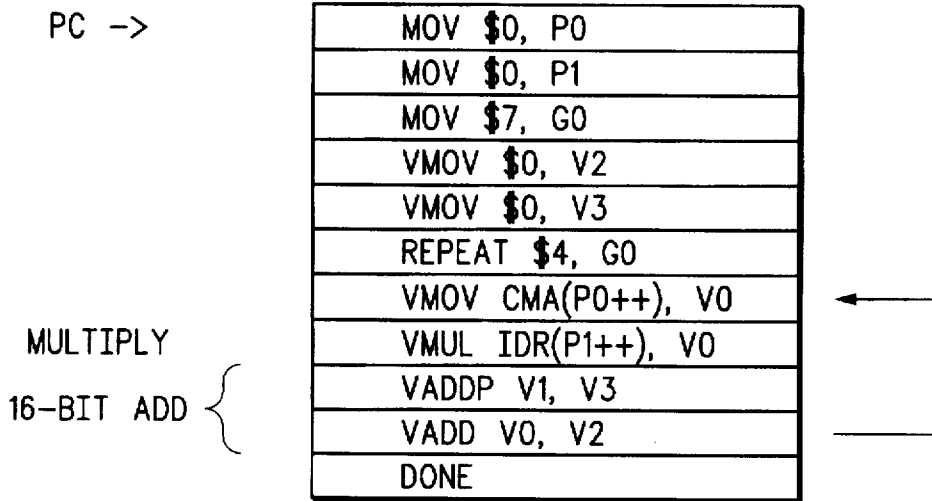 PC ->
MOV $0, P0
MOV $0, P1
MOV $7, G0
VMOV $0, V2
VMOV $0, V3
REPEAT $4, G0
VMOV CMA(P0++), V0
MULTIPLY
VMUL IDR(P1++), V0
16-BIT ADD
VADDP V1, V3
VADD V0, V2
DONE